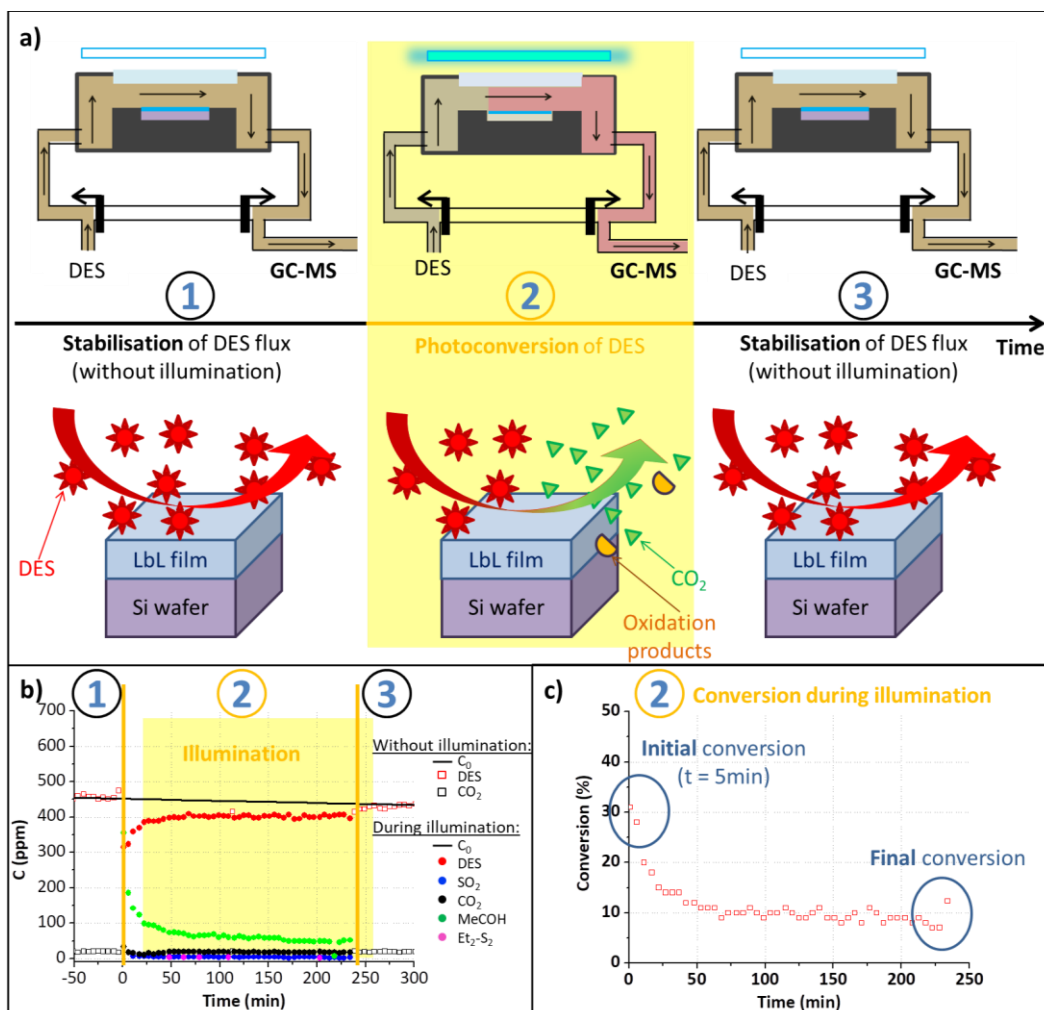 a)
DES
GC-MS
DES
GC-MS
DES
GC-MS
1
2
3
Stabilisation of DES flux
(without illumination)
Photoconversion of DES
Stabilisation of DES flux
(without illumination)
Time
DES
LbL film
Si wafer
LbL film
Si wafer
CO₂
Oxidation
products
LbL film
Si wafer
b)
1
2
3
Illumination
Without illumination:
C₀
DES
CO₂
During illumination:
C₀
DES
SO₂
CO₂
MeCOH
Et₂-S₂
C (ppm)
700
600
500
400
300
200
100
0
-50
0
50
100
150
200
250
300
Time (min)
c)
2
Conversion during illumination
Initial conversion
(t = 5min)
Final conversion
Conversion (%)
50
40
30
20
10
0
0
50
100
150
200
250
Time (min)